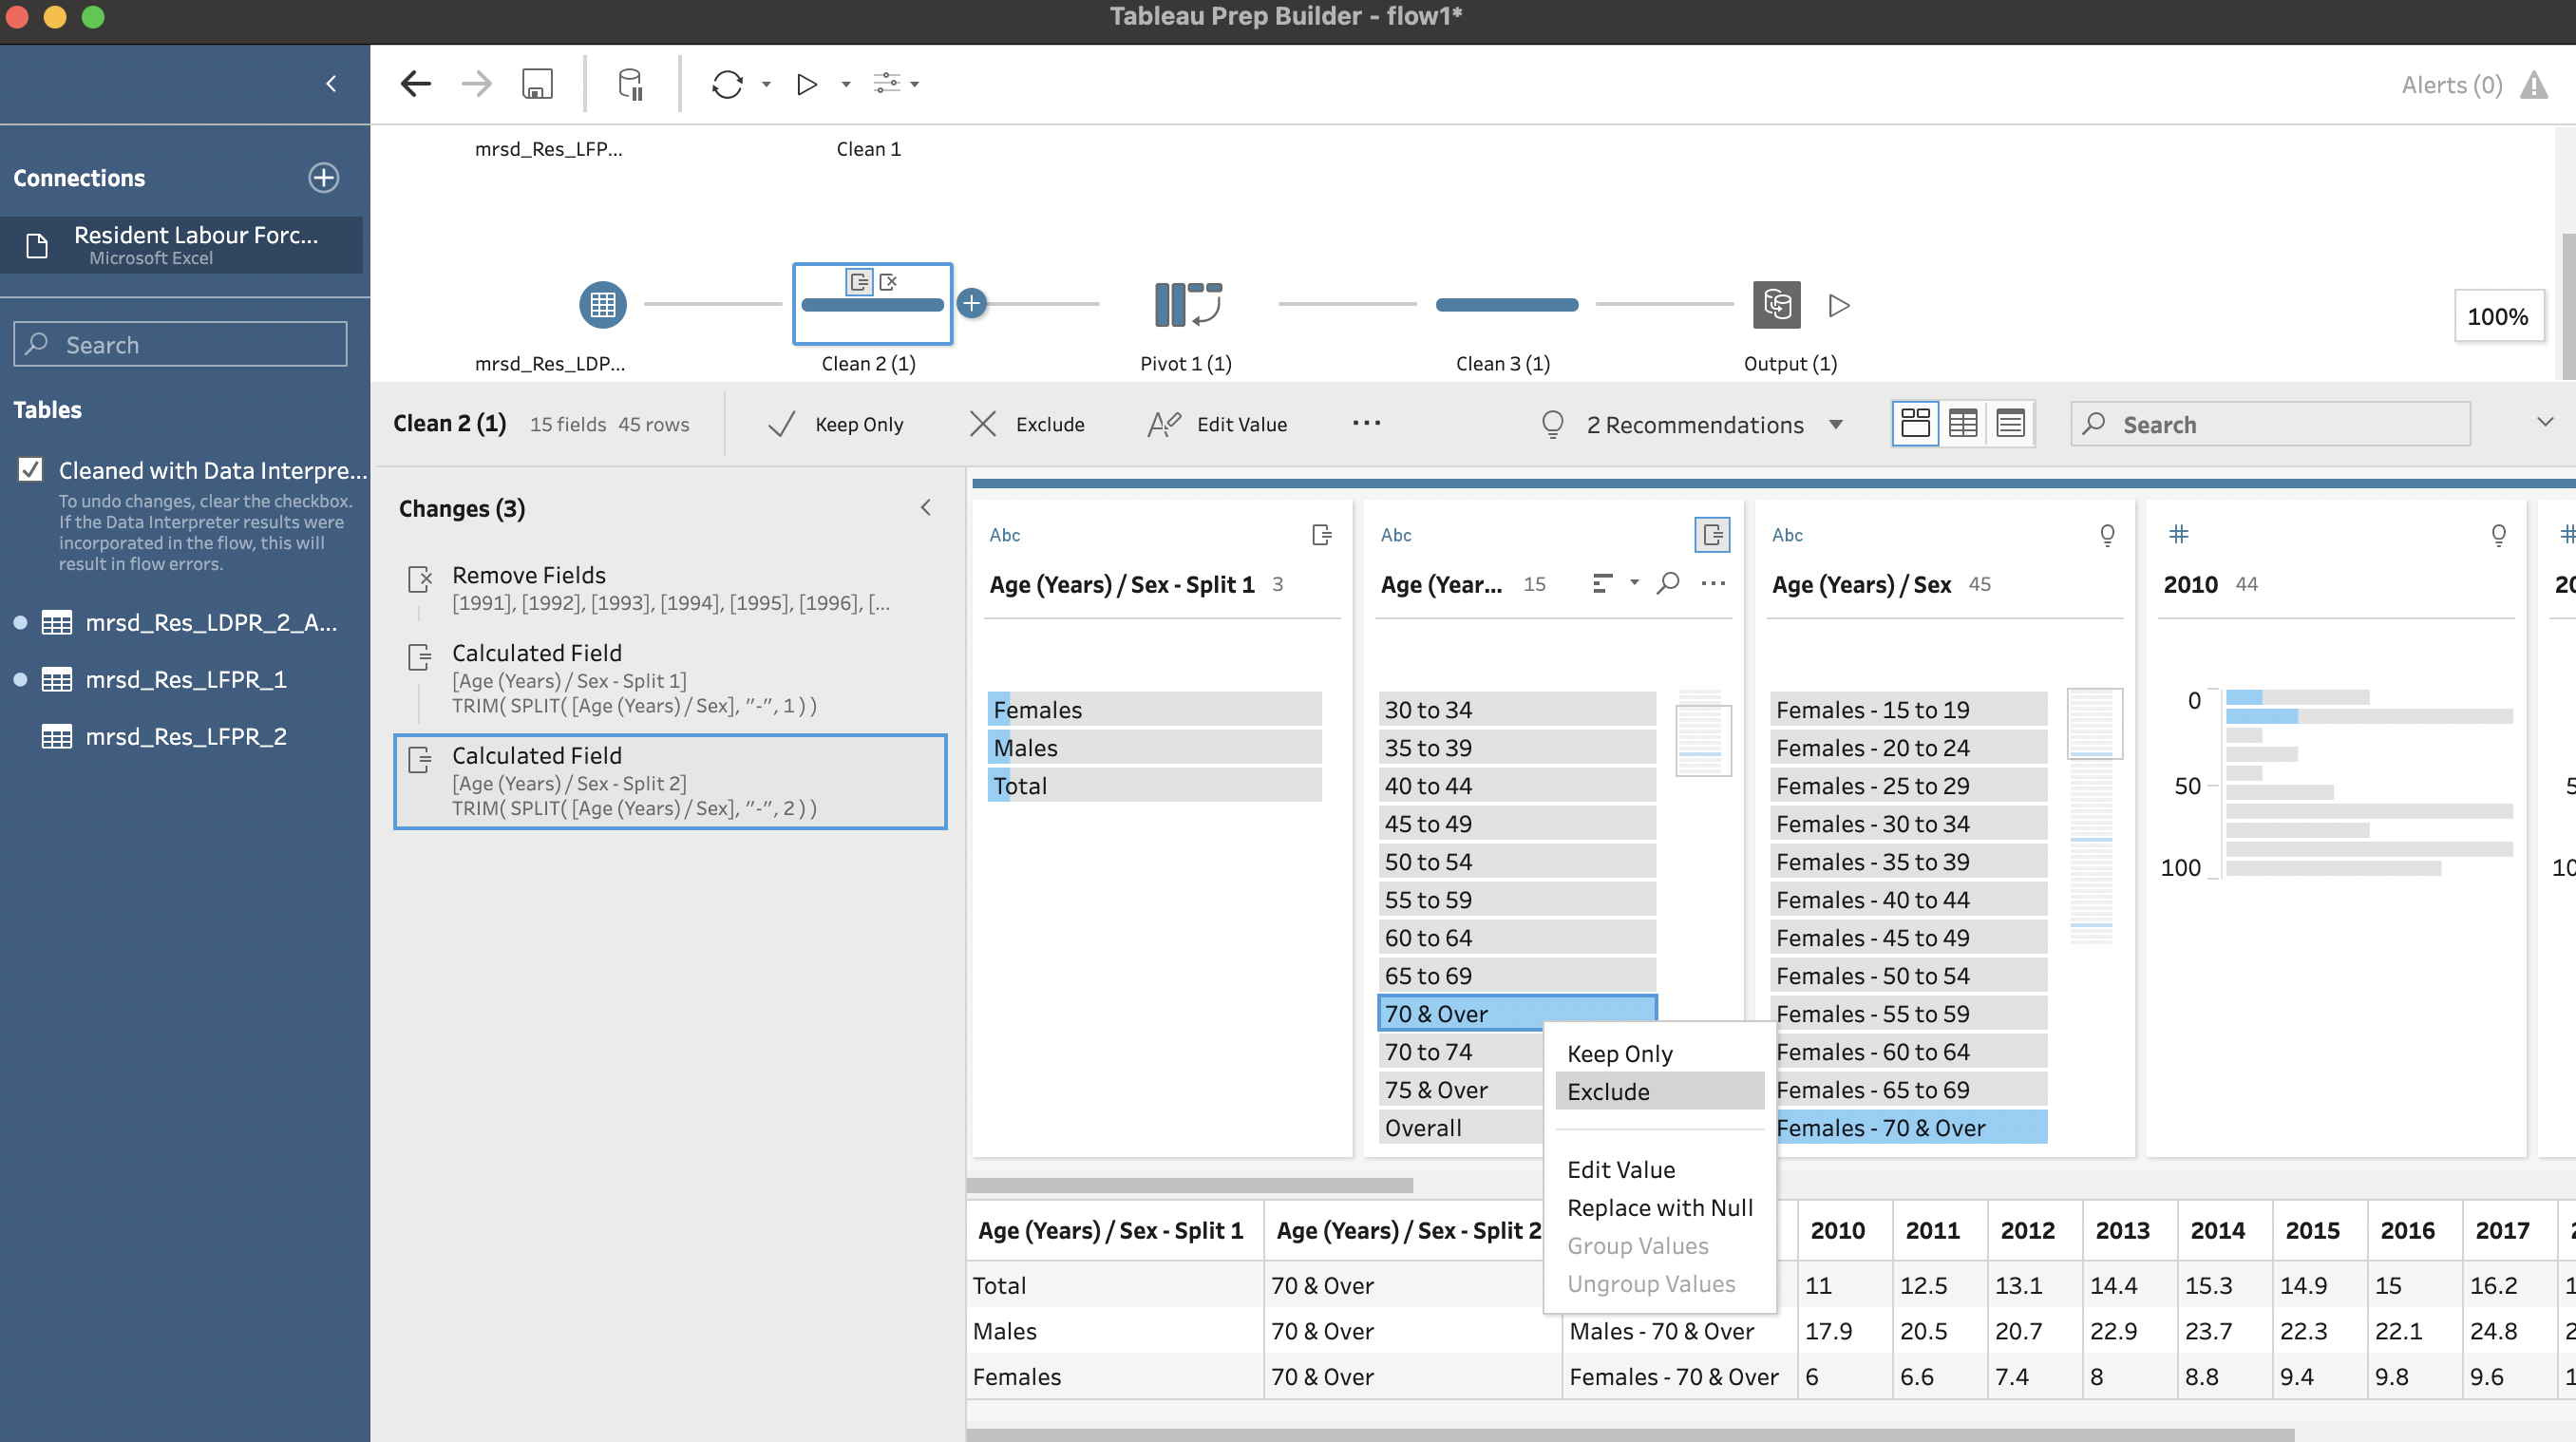 Tableau Prep Builder - flow1*
Alerts (0)
Connections
Resident Labour Forc...
Microsoft Excel
Search
Tables
Cleaned with Data Interpre...
To undo changes, clear the checkbox.
If the Data Interpreter results were
incorporated in the flow, this will
result in flow errors.
mrsd_Res_LDPR_2_A...
mrsd_Res_LFPR_1
mrsd_Res_LFPR_2
mrsd_Res_LFP...
Clean 1
mrsd_Res_LDP...
Clean 2 (1)
Pivot 1 (1)
Clean 3 (1)
Output (1)
100%
Clean 2 (1)
15 fields 45 rows
Keep Only
Exclude
Edit Value
...
2 Recommendations
Search
Changes (3)
Remove Fields
[1991], [1992], [1993], [1994], [1995], [1996], [...
Calculated Field
[Age (Years) / Sex - Split 1]
TRIM( SPLIT( [Age (Years) / Sex], "-", 1 ) )
Calculated Field
[Age (Years) / Sex - Split 2]
TRIM( SPLIT( [Age (Years) / Sex], "-", 2 ) )
Abc
Age (Years) / Sex - Split 1 3
Females
Males
Total
Abc
Age (Year... 15
30 to 34
35 to 39
40 to 44
45 to 49
50 to 54
55 to 59
60 to 64
65 to 69
70 & Over
70 to 74
75 & Over
Overall
Abc
Age (Years) / Sex 45
Females - 15 to 19
Females - 20 to 24
Females - 25 to 29
Females - 30 to 34
Females - 35 to 39
Females - 40 to 44
Females - 45 to 49
Females - 50 to 54
Females - 55 to 59
Females - 60 to 64
Females - 65 to 69
Females - 70 & Over
#
2010 44
0
50
100
Keep Only
Exclude
Edit Value
Replace with Null
Group Values
Ungroup Values
Age (Years) / Sex - Split 1 Age (Years) / Sex - Split 2 2010 2011 2012 2013 2014 2015 2016 2017
Total 70 & Over 11 12.5 13.1 14.4 15.3 14.9 15 16.2
Males 70 & Over Males - 70 & Over 17.9 20.5 20.7 22.9 23.7 22.3 22.1 24.8
Females 70 & Over Females - 70 & Over 6 6.6 7.4 8 8.8 9.4 9.8 9.6